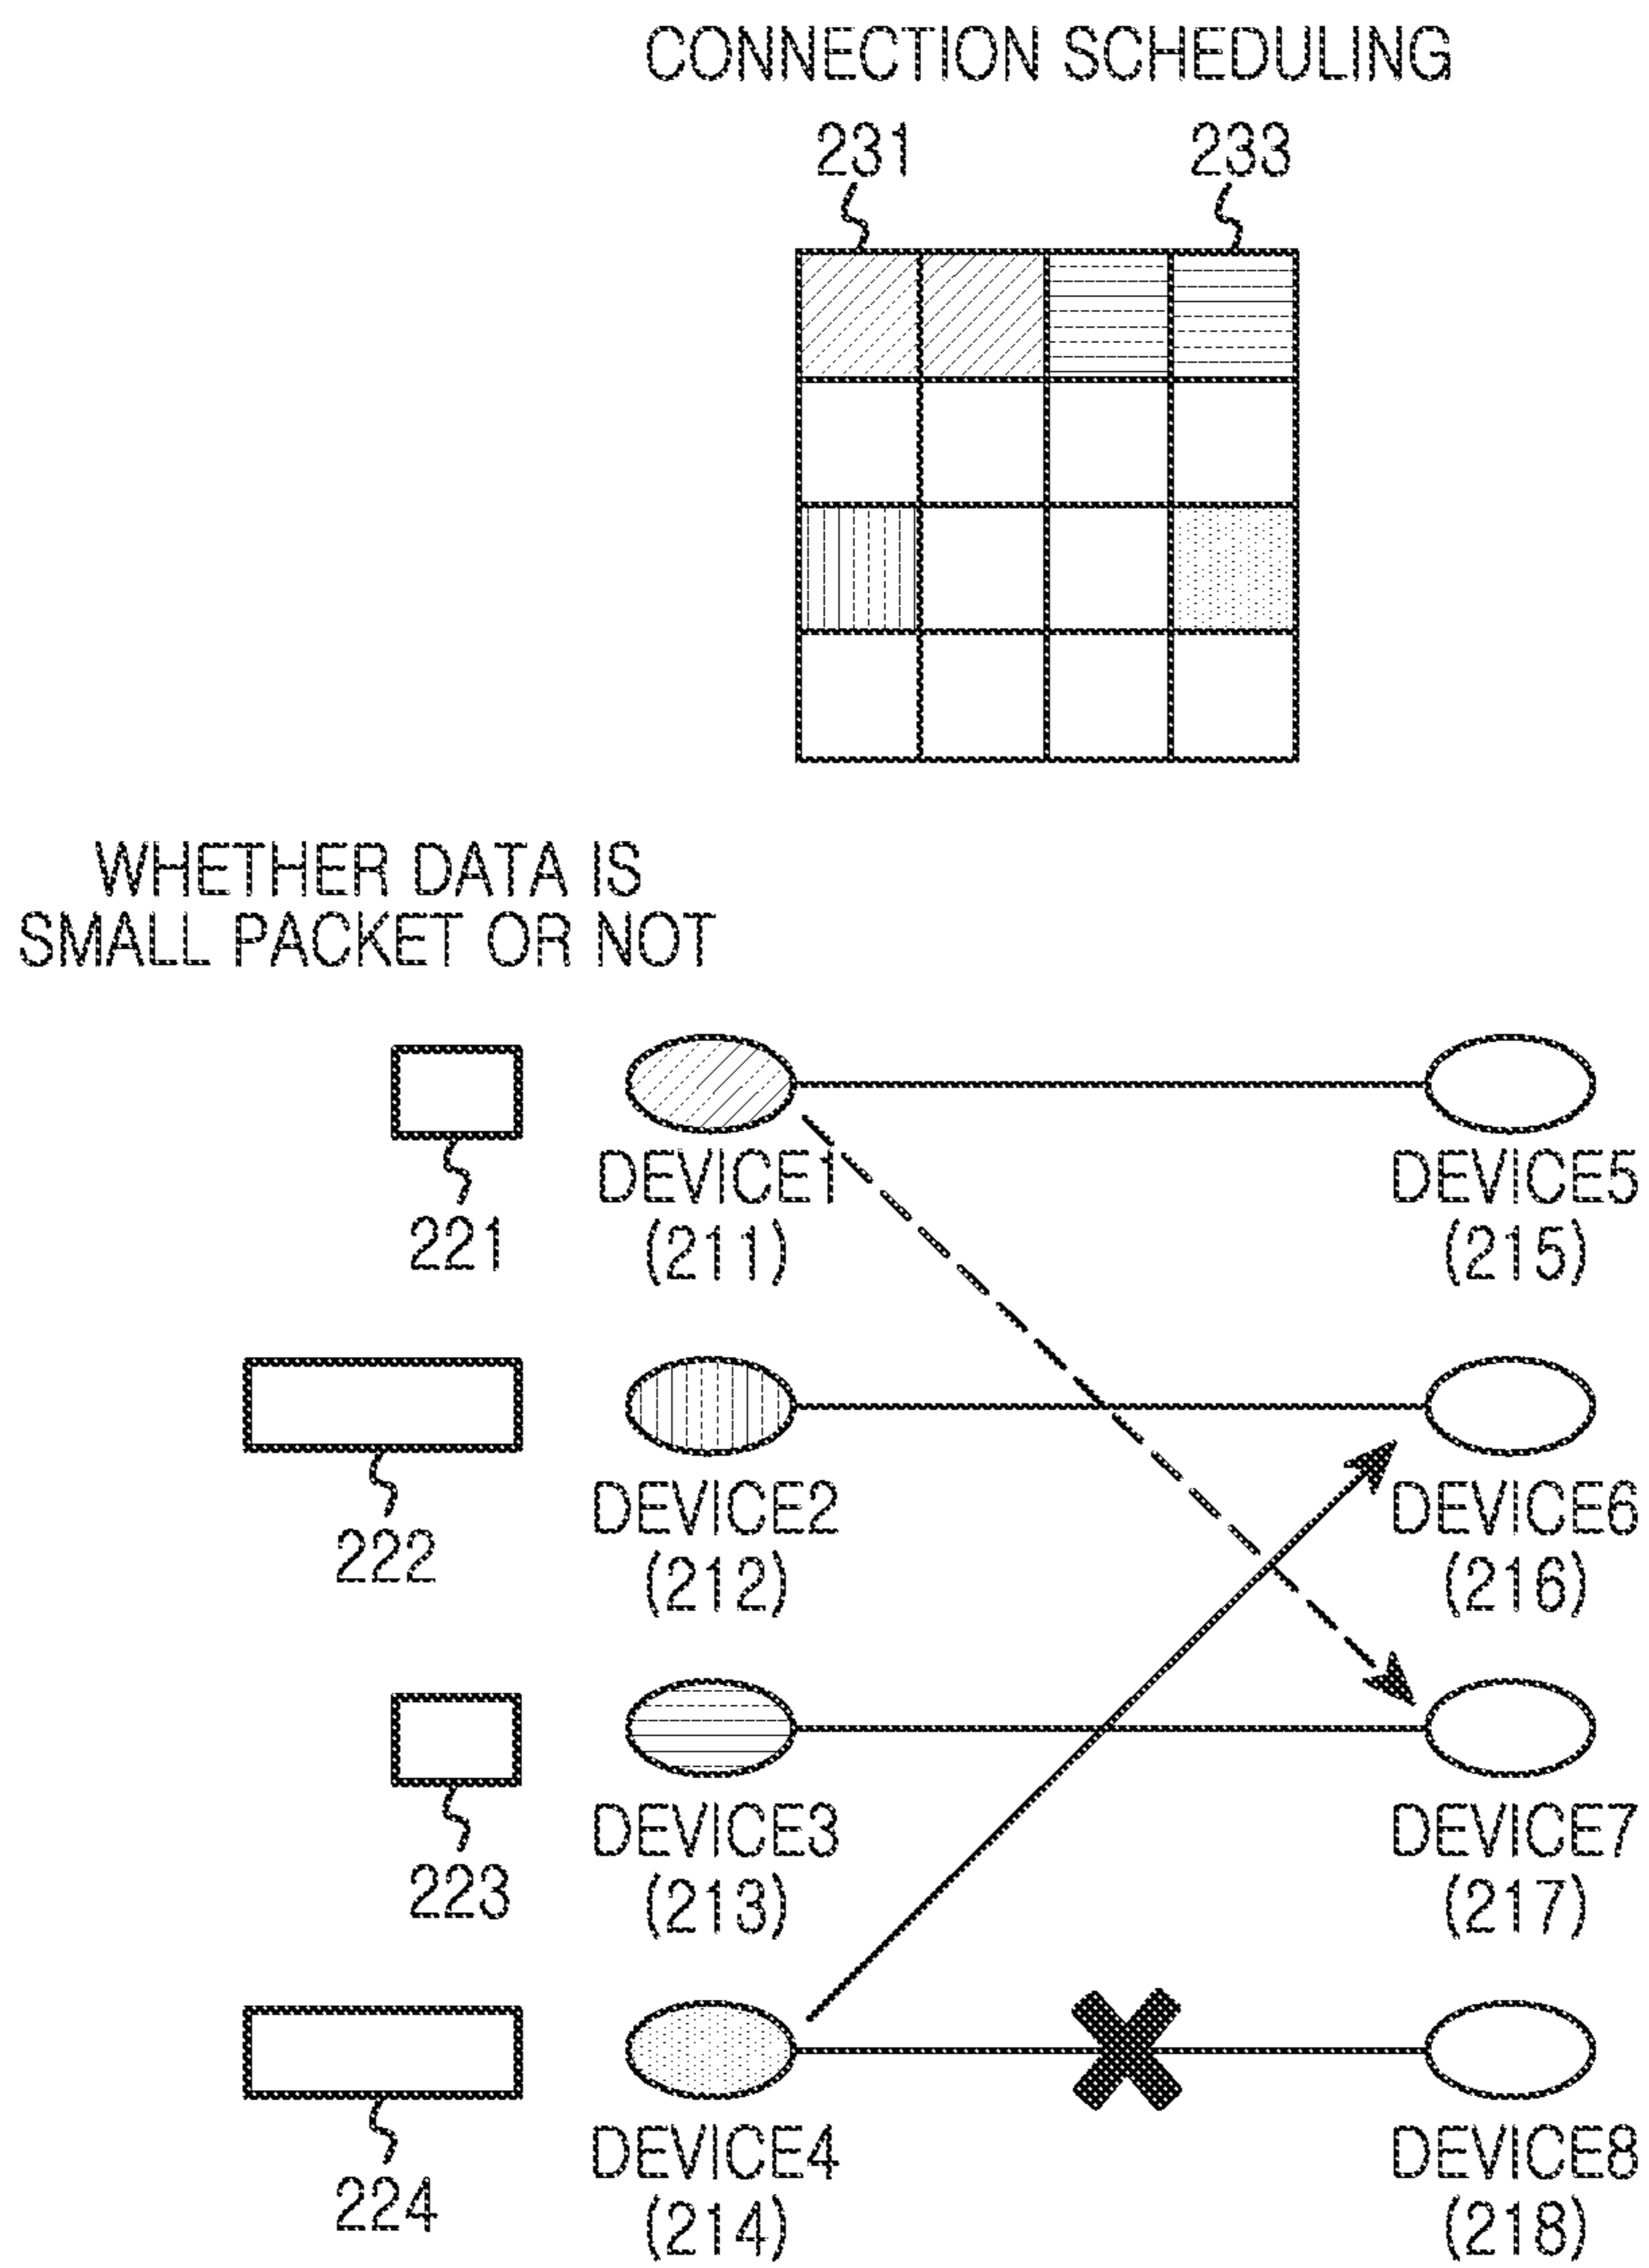 CONNECTION SCHEDULING
231 233
WHETHER DATA IS
SMALL PACKET OR NOT
221
DEVICE1
(211)
DEVICE5
(215)
222
DEVICE2
(212)
DEVICE6
(216)
223
DEVICE3
(213)
DEVICE7
(217)
224
DEVICE4
(214)
DEVICE8
(218)